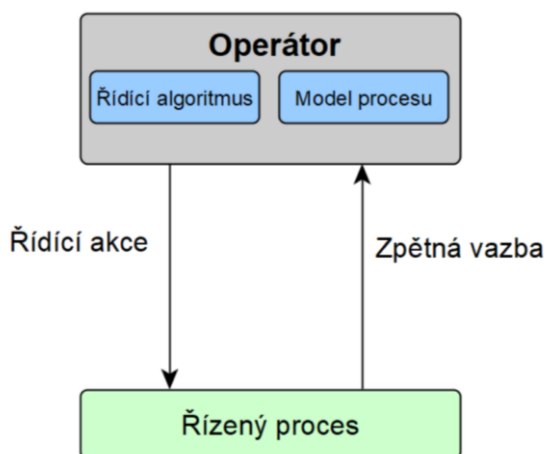 Operátor
Řídící algoritmus
Model procesu
Řídící akce
Zpětná vazba
Řízený proces